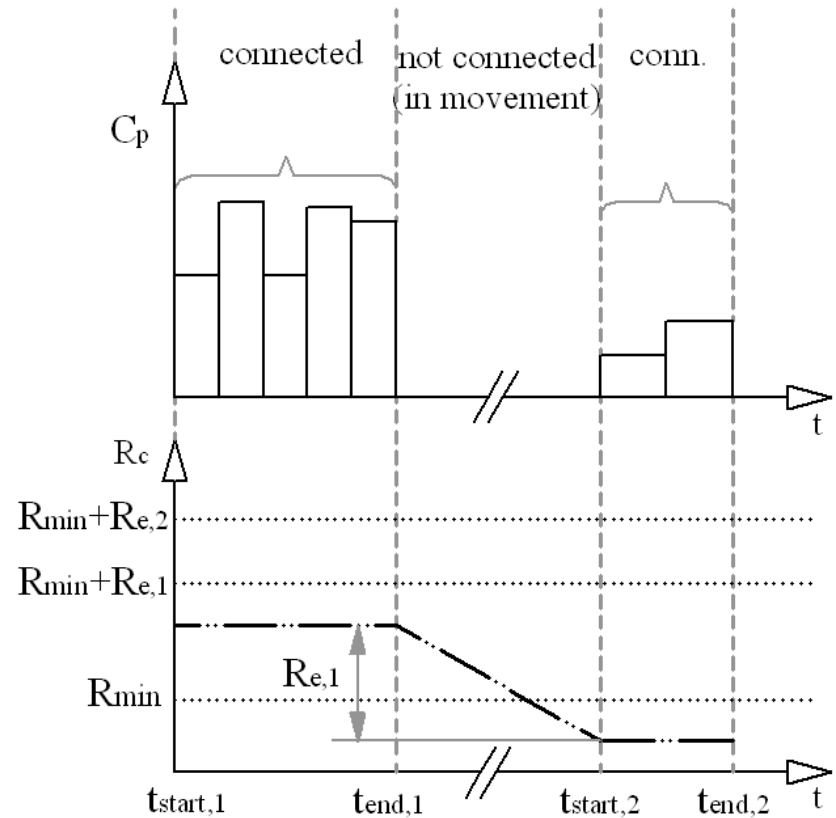 connected
not connected
(in movement)
conn.
Cp
t
Rc
Rmin+Re,2
Rmin+Re,1
Re,1
Rmin
tstart,1
tend,1
tstart,2
tend,2
t